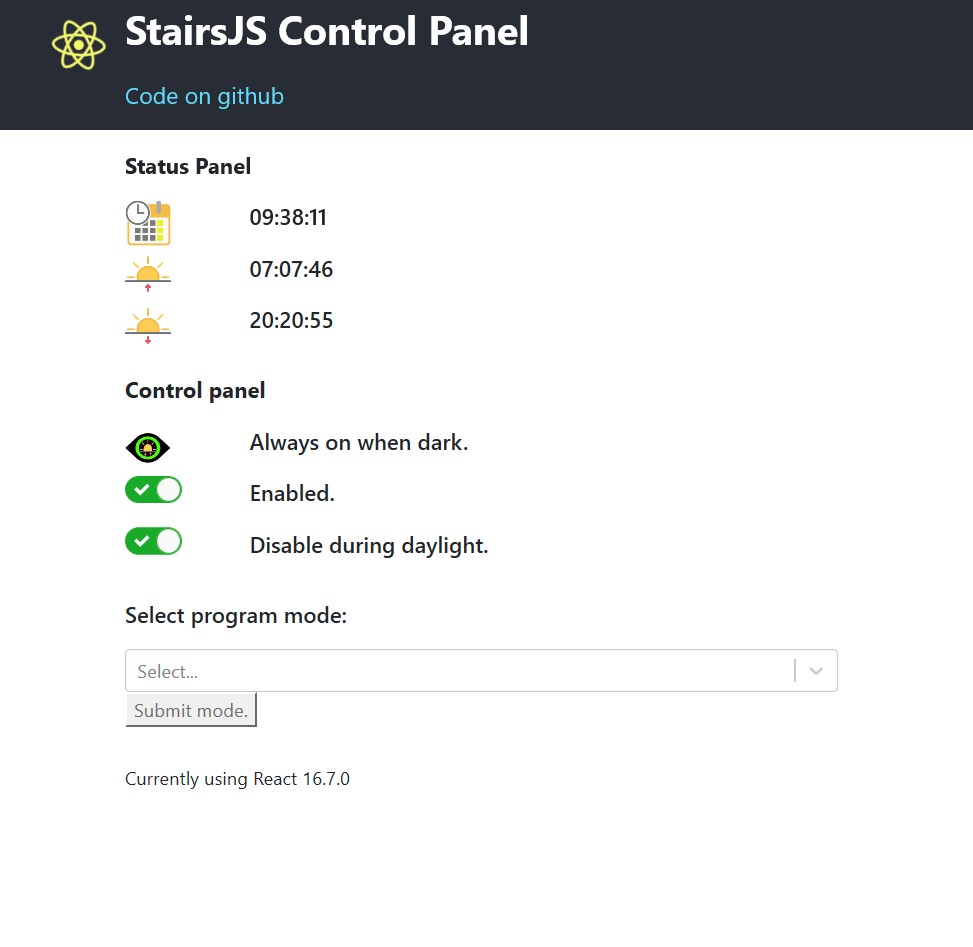 StairsJS Control Panel
Code on github
Status Panel
09:38:11
07:07:46
20:20:55
Control panel
Always on when dark.
Enabled.
Disable during daylight.
Select program mode:
Select...
Submit mode.
Currently using React 16.7.0